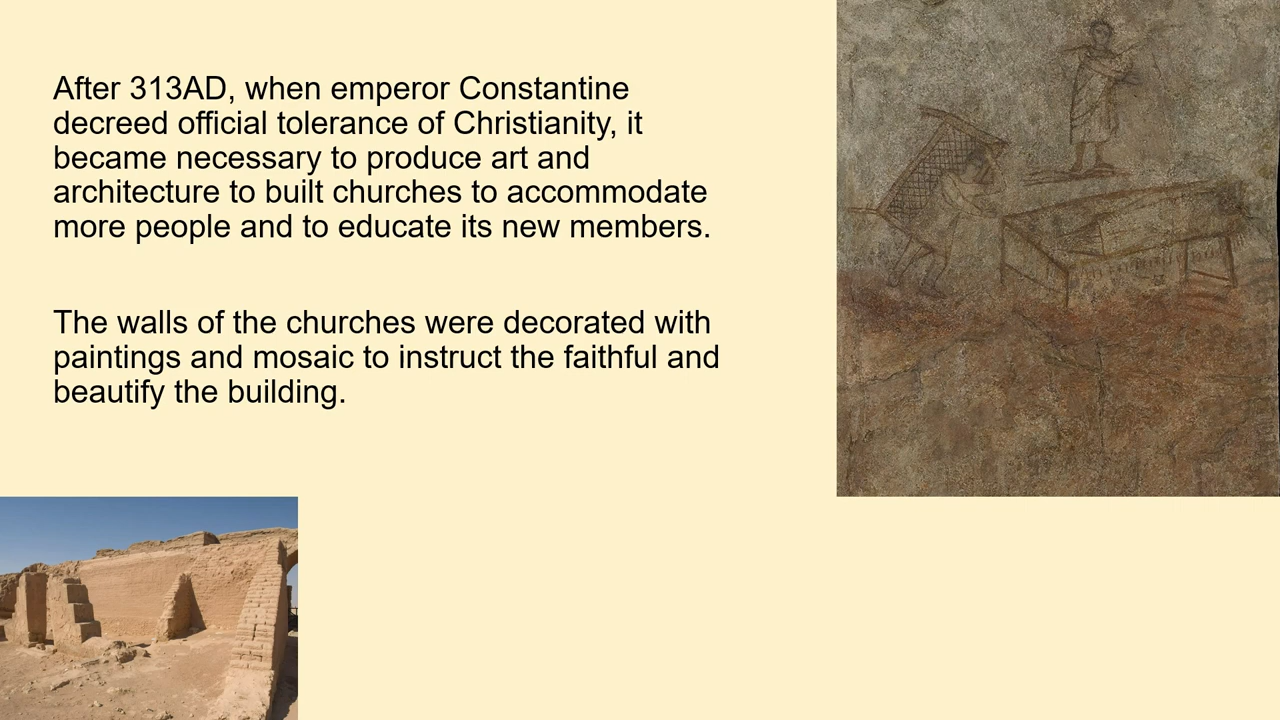 After 313AD, when emperor Constantine
decreed official tolerance of Christianity, it
became necessary to produce art and
architecture to built churches to accommodate
more people and to educate its new members.
The walls of the churches were decorated with
paintings and mosaic to instruct the faithful and
beautify the building.